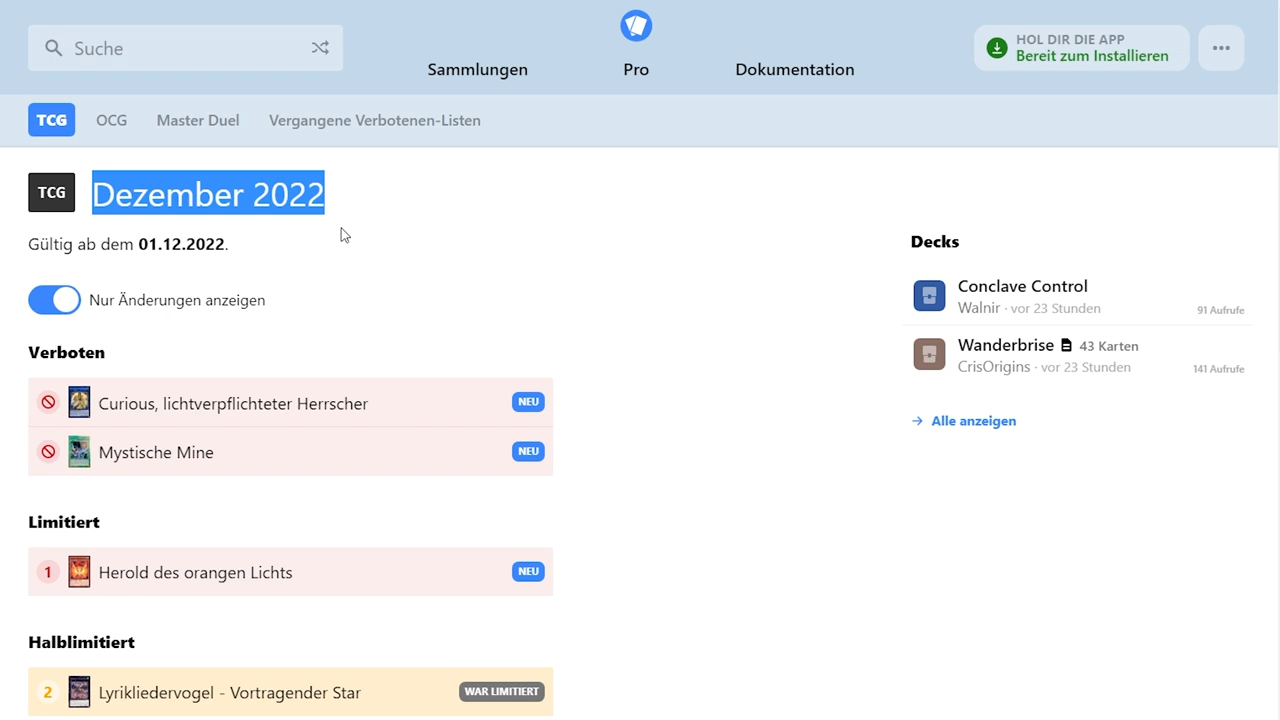 Suche
Sammlungen
Pro
Dokumentation
HOL DIR DIE APP
Bereit zum Installieren
TCG
OCG
Master Duel
Vergangene Verbotenen-Listen
TCG
Dezember 2022
Gültig ab dem 01.12.2022.
Nur Änderungen anzeigen
Verboten
Curious, lichtverpflichteter Herrscher NEU
Mystische Mine NEU
Limitiert
1 Herold des orangen Lichts NEU
Halblimitiert
2 Lyrikliedervogel - Vortragender Star WAR LIMITIERT
Decks
Conclave Control
Walnir · vor 23 Stunden 91 Aufrufe
Wanderbrise 43 Karten
CrisOrigins · vor 23 Stunden 141 Aufrufe
→ Alle anzeigen